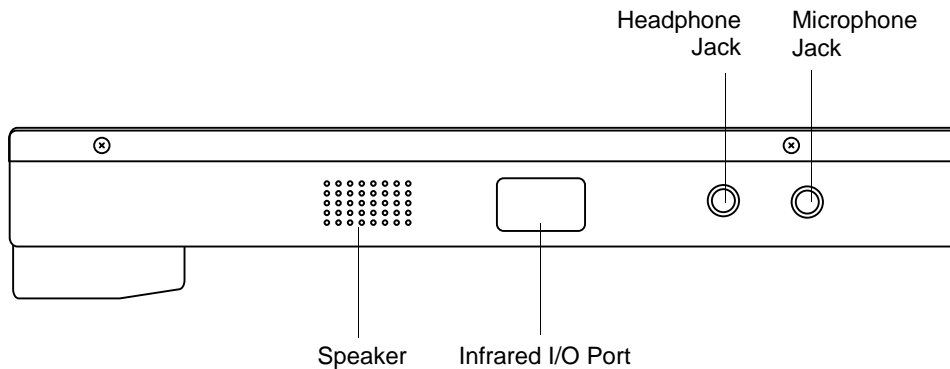 Headphone
Jack
Microphone
Jack
Speaker
Infrared I/O Port